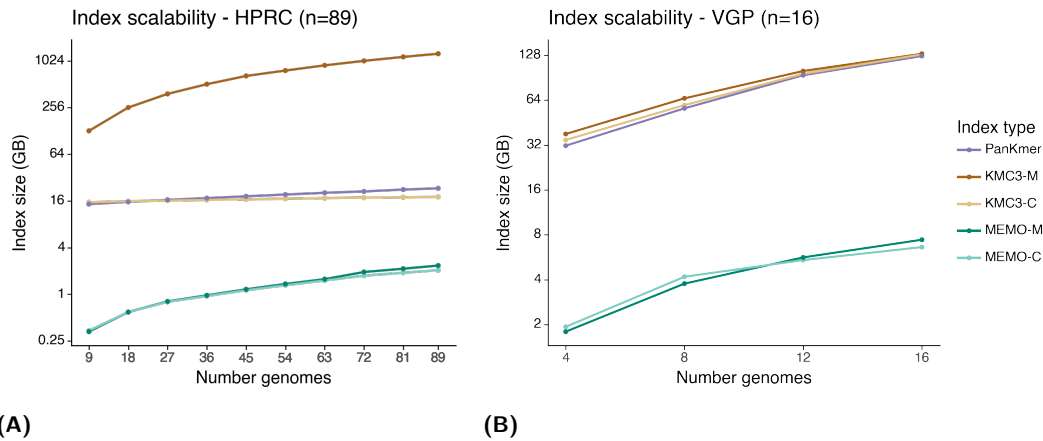 Index scalability - HPRC (n=89)
Index size (GB)
1024
256
64
16
4
1
0.25
9 18 27 36 45 54 63 72 81 89
Number genomes
(A)
Index scalability - VGP (n=16)
Index size (GB)
128
64
32
16
8
4
2
4 8 12 16
Number genomes
(B)
Index type
PanKmer
KMC3-M
KMC3-C
MEMO-M
MEMO-C